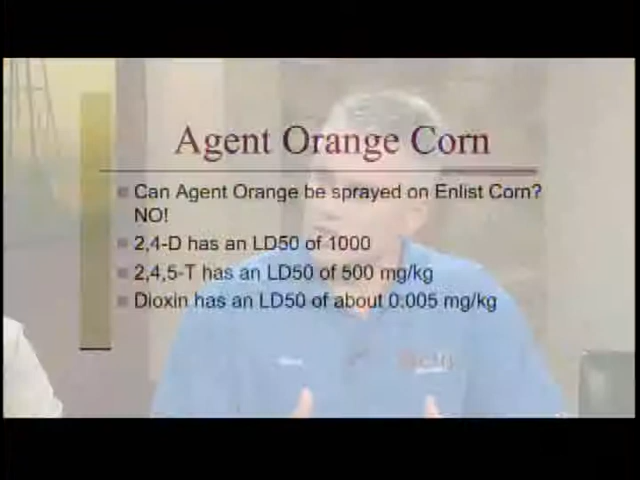 Agent Orange Corn
Can Agent Orange be sprayed on Enlist Corn?
NO!
2,4-D has an LD50 of 1000
2,4,5-T has an LD50 of 500 mg/kg
Dioxin has an LD50 of about 0.005 mg/kg